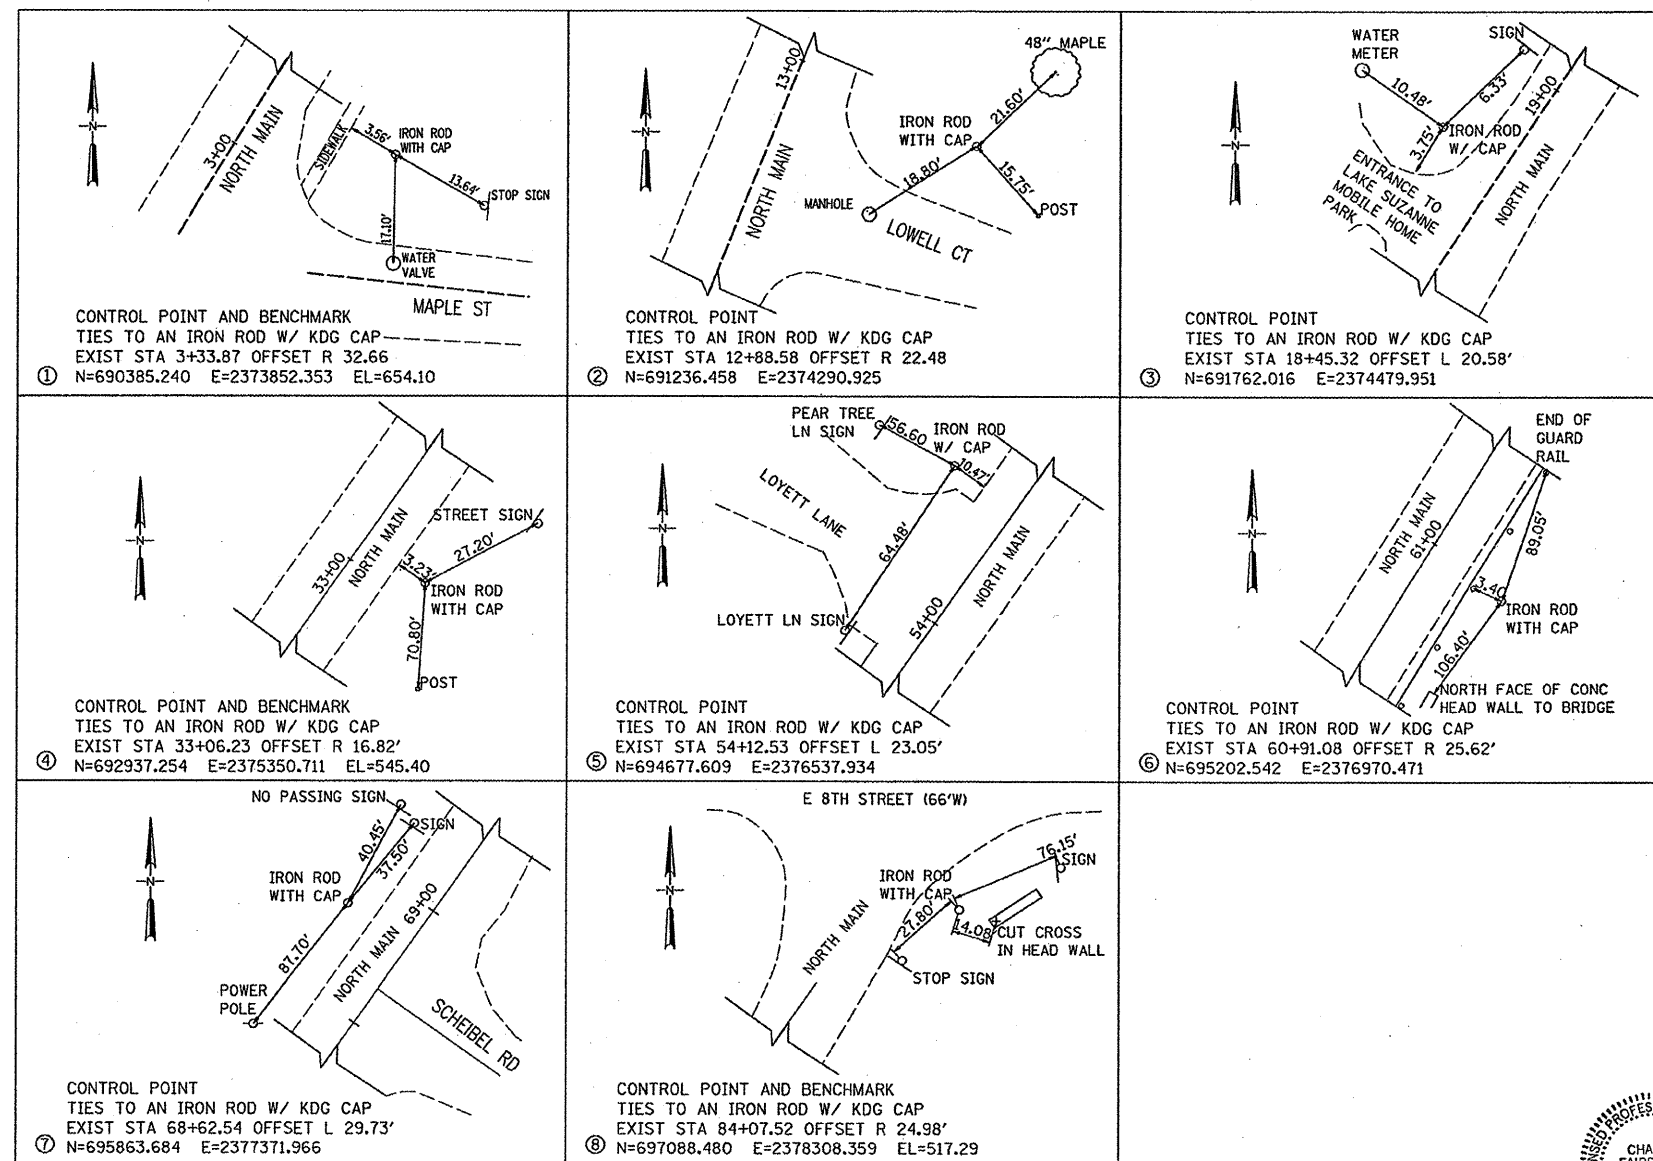 3+00
NORTH MAIN
SIDEWALK
3.56'
IRON ROD
WITH CAP
13.64'
STOP SIGN
17.10'
WATER
VALVE
MAPLE ST
N
CONTROL POINT AND BENCHMARK
TIES TO AN IRON ROD W/ KDG CAP
EXIST STA 3+33.87 OFFSET R 32.66
① N=690385.240 E=2373852.353 EL=654.10
13+00
NORTH MAIN
48" MAPLE
21.60'
IRON ROD
WITH CAP
18.80'
15.75'
MANHOLE
POST
LOWELL CT
N
CONTROL POINT
TIES TO AN IRON ROD W/ KDG CAP
EXIST STA 12+88.58 OFFSET R 22.48
② N=691236.458 E=2374290.925
WATER
METER
SIGN
10.48'
6.33'
19+00
3.75'
IRON ROD
W/ CAP
N
ENTRANCE TO
LAKE SUZANNE
MOBILE HOME
PARK
NORTH MAIN
CONTROL POINT
TIES TO AN IRON ROD W/ KDG CAP
EXIST STA 18+45.32 OFFSET L 20.58'
③ N=691762.016 E=2374479.951
33+00
NORTH MAIN
STREET SIGN
27.20'
3.23'
IRON ROD
WITH CAP
70.80'
POST
N
CONTROL POINT AND BENCHMARK
TIES TO AN IRON ROD W/ KDG CAP
EXIST STA 33+06.23 OFFSET R 16.82'
④ N=692937.254 E=2375350.711 EL=545.40
PEAR TREE
LN SIGN
56.60
IRON ROD
W/ CAP
10.47'
LOYETT LANE
64.48'
NORTH MAIN
54+00
LOYETT LN SIGN
N
CONTROL POINT
TIES TO AN IRON ROD W/ KDG CAP
EXIST STA 54+12.53 OFFSET L 23.05'
⑤ N=694677.609 E=2376537.934
END OF
GUARD
RAIL
NORTH MAIN
61+00
89.05'
3.40
IRON ROD
WITH CAP
106.40'
NORTH FACE OF CONC
HEAD WALL TO BRIDGE
N
CONTROL POINT
TIES TO AN IRON ROD W/ KDG CAP
EXIST STA 60+91.08 OFFSET R 25.62'
⑥ N=695202.542 E=2376970.471
NO PASSING SIGN
SIGN
40.45'
37.50'
IRON ROD
WITH CAP
NORTH MAIN 69+00
87.70'
POWER
POLE
SCHEIBEL RD
N
CONTROL POINT
TIES TO AN IRON ROD W/ KDG CAP
EXIST STA 68+62.54 OFFSET L 29.73'
⑦ N=695863.684 E=2377371.966
E 8TH STREET (66'W)
76.15'
SIGN
IRON ROD
WITH CAP
27.80'
14.08
CUT CROSS
IN HEAD WALL
NORTH MAIN
STOP SIGN
N
CONTROL POINT AND BENCHMARK
TIES TO AN IRON ROD W/ KDG CAP
EXIST STA 84+07.52 OFFSET R 24.98'
⑧ N=697088.480 E=2378308.359 EL=517.29
CHA